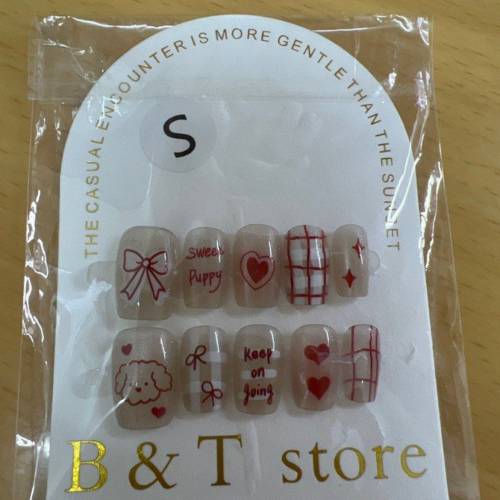 THE CASUAL ENCOUNTER IS MORE GENTLE THAN THE SUNSET
S
Sweet
Puppy
Keep
on
going
B & T store